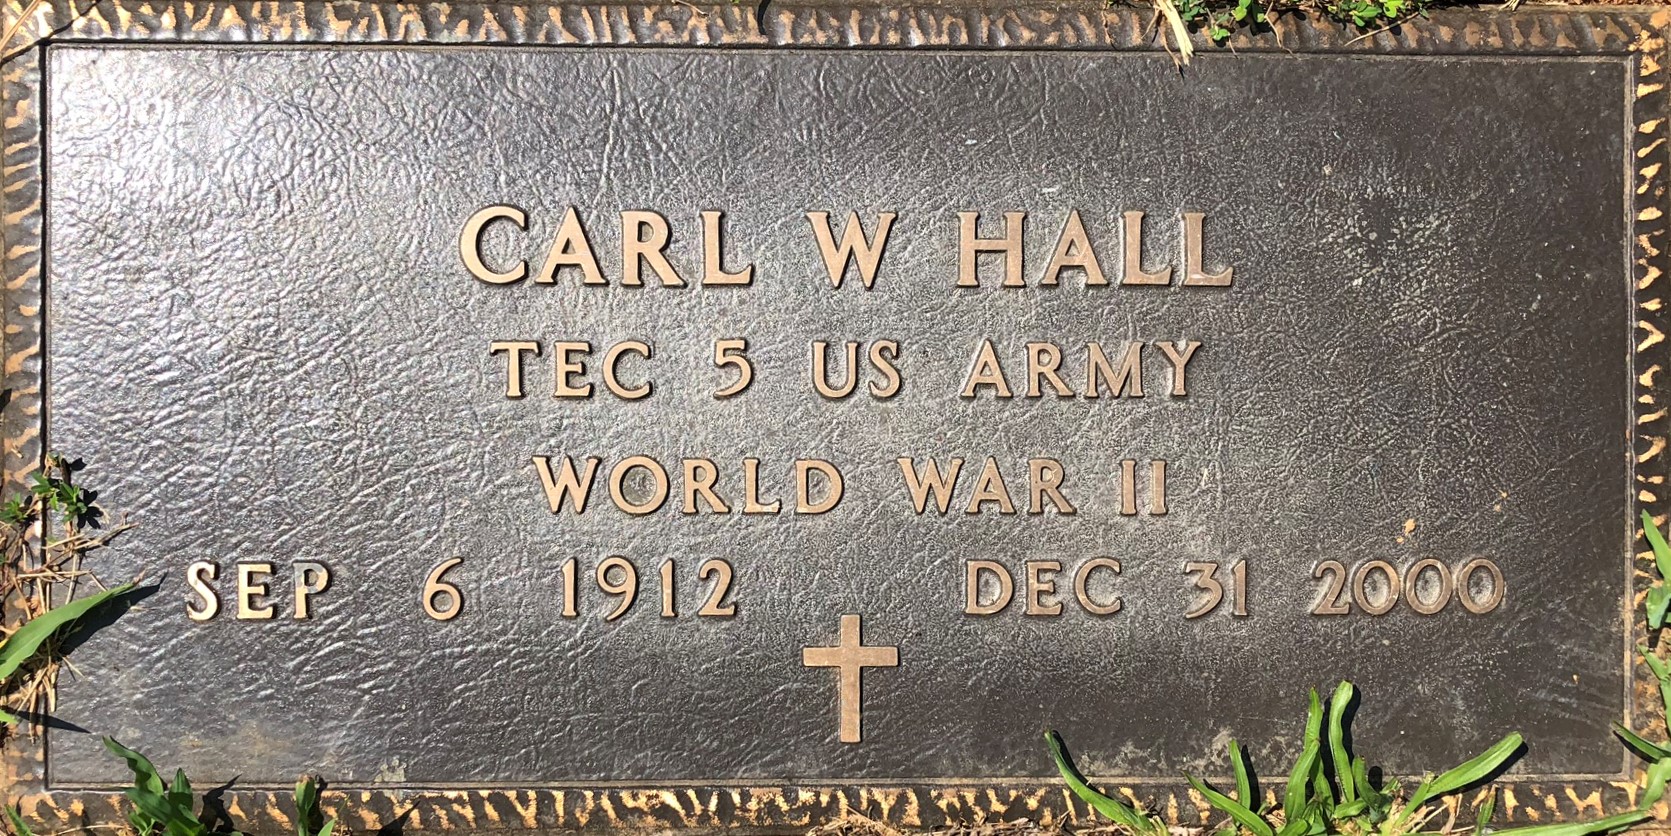 CARL W HALL
TEC 5 US ARMY
WORLD WAR II
SEP 6 1912 DEC 31 2000